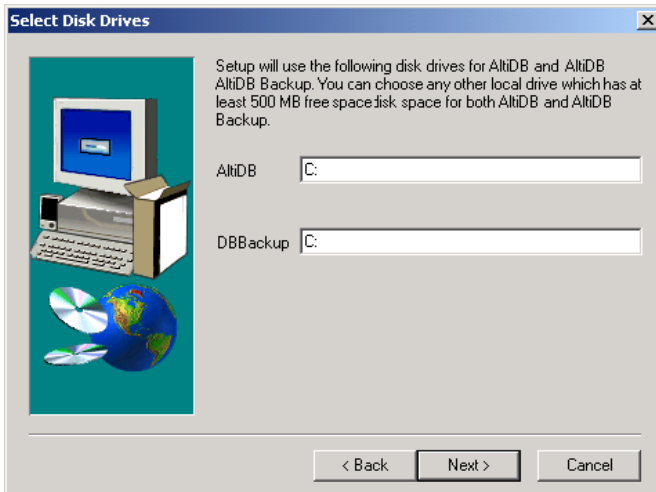 Select Disk Drives
Setup will use the following disk drives for AltiDB and AltiDB
AltiDB Backup. You can choose any other local drive which has at
least 500 MB free space disk space for both AltiDB and AltiDB
Backup.
AltiDB
C:
DBBackup
C:
< Back
Next >
Cancel